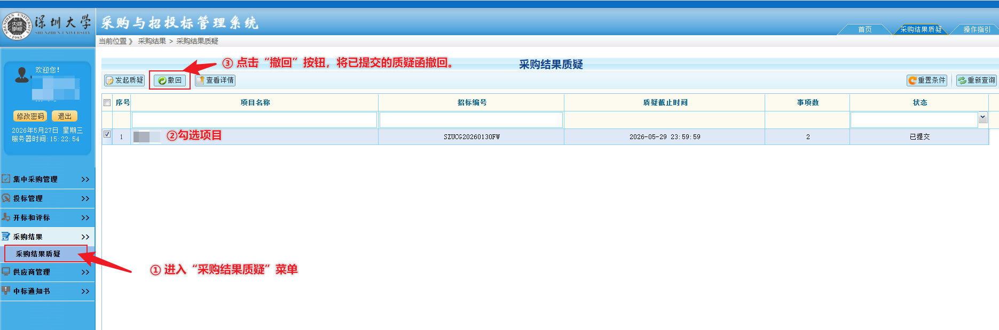 深圳大学
SHENZHEN UNIVERSITY
采购与招投标管理系统
首页
采购结果质疑
操作指引
当前位置 》 采购结果 > 采购结果质疑
欢迎您!
修改密码
退出
2026年5月27日 星期三
服务器时间:15:22:54
集中采购管理 >>
投标管理 >>
开标和评标 >>
采购结果 >>
采购结果质疑
供应商管理 >>
中标通知书 >>
③ 点击“撤回”按钮，将已提交的质疑函撤回。
采购结果质疑
发起质疑
撤回
查看详情
重置条件
重新查询
序号 项目名称 招标编号 质疑截止时间 事项数 状态
1 SZUCG20260130FW 2026-05-29 23:59:59 2 已提交
②勾选项目
① 进入“采购结果质疑”菜单